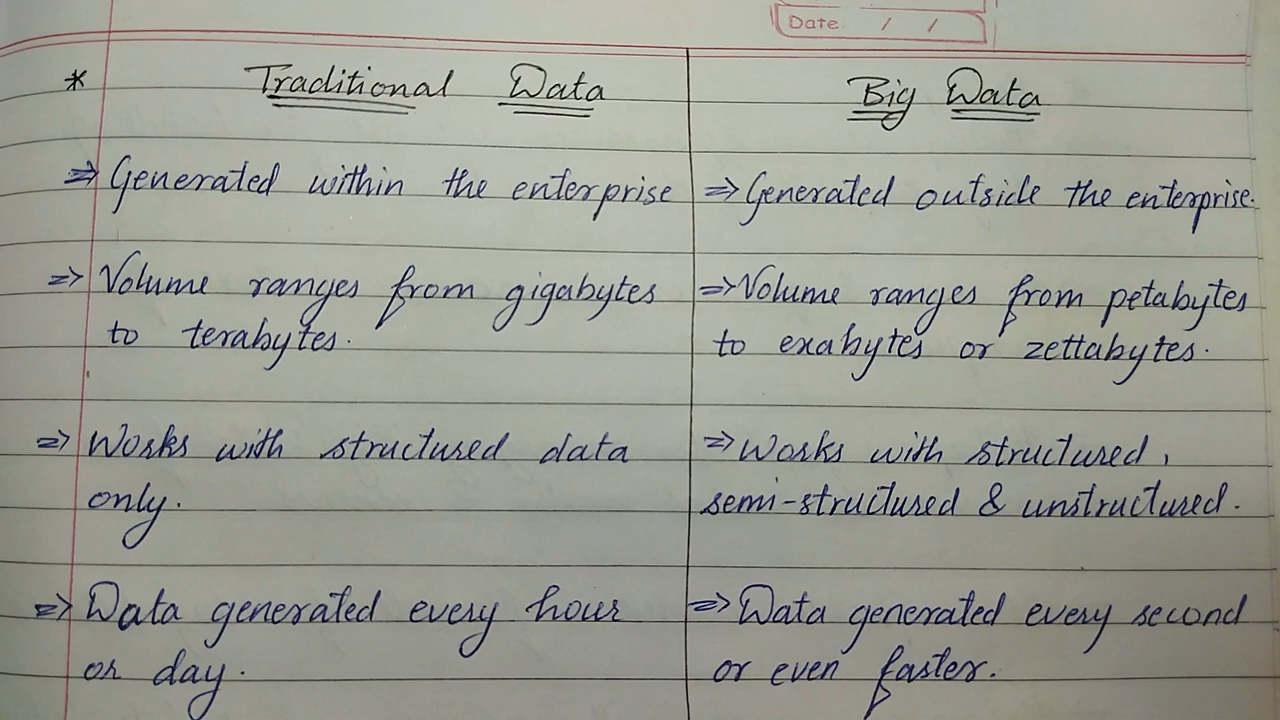 Date / /
* Traditional Data
⇒ Generated within the enterprise
⇒ Volume ranges from gigabytes
to terabytes.
⇒ Works with structured data
only.
⇒ Data generated every hour
or day.
Big Data
⇒ Generated outside the enterprise.
⇒ Volume ranges from petabytes
to exabytes or zettabytes.
⇒ Works with structured,
semi-structured & unstructured.
⇒ Data generated every second
or even faster.